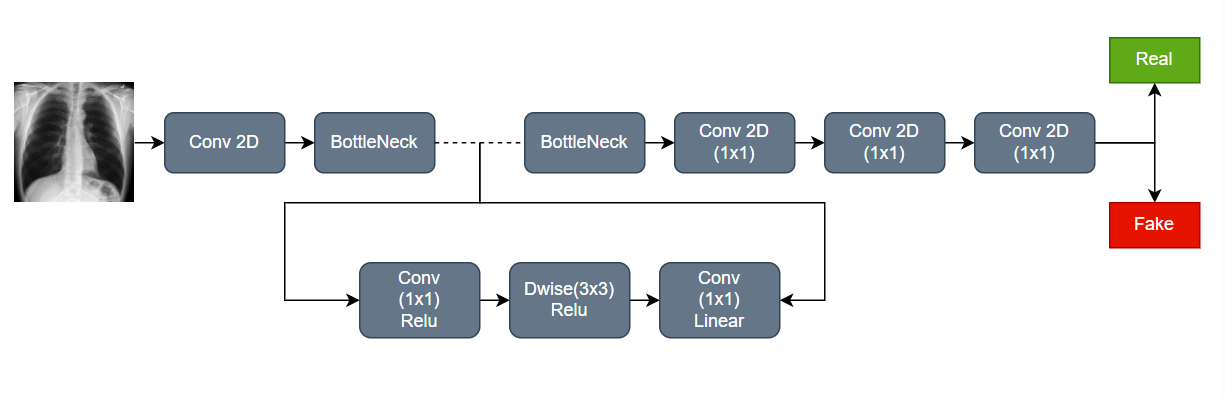 Real
Conv 2D
BottleNeck
BottleNeck
Conv 2D
(1x1)
Conv 2D
(1x1)
Conv 2D
(1x1)
Fake
Conv
(1x1)
Relu
Dwise(3x3)
Relu
Conv
(1x1)
Linear